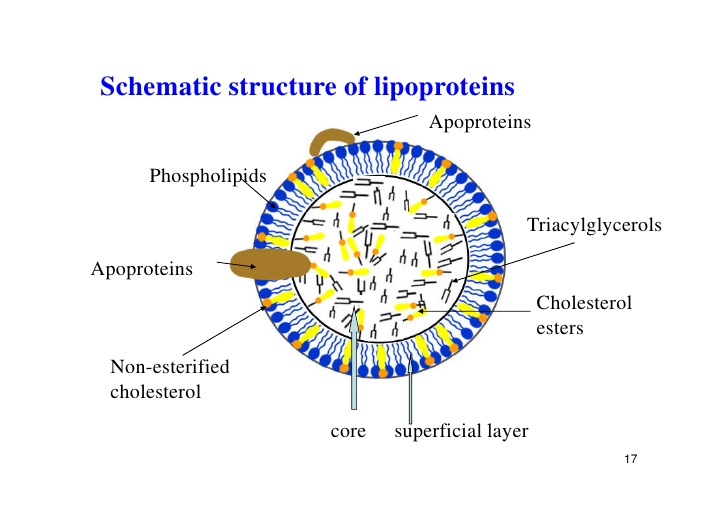 Schematic structure of lipoproteins
Apoproteins
Phospholipids
Triacylglycerols
Apoproteins
Cholesterol
esters
Non-esterified
cholesterol
core
superficial layer
17